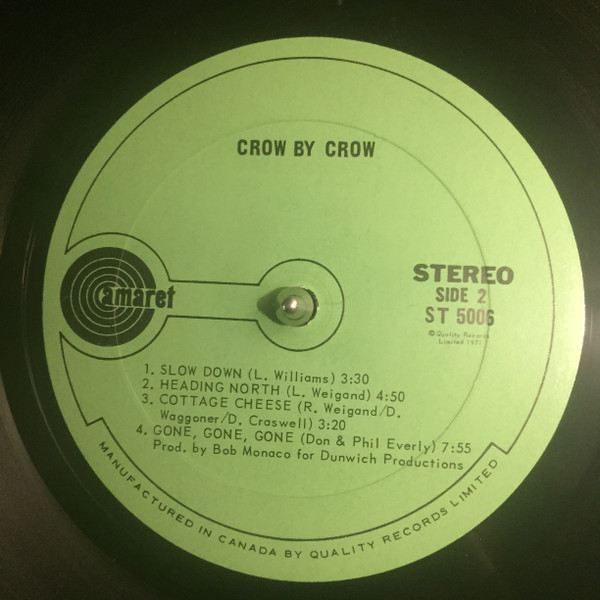 CROW BY CROW
amaret
STEREO
SIDE 2
ST 5006
© Quality Records
Limited 1971
1. SLOW DOWN (L. Williams) 3:30
2. HEADING NORTH (L. Weigand) 4:50
3. COTTAGE CHEESE (R. Weigand/D.
Waggoner/D. Craswell) 3:20
4. GONE, GONE, GONE (Don & Phil Everly) 7:55
Prod. by Bob Monaco for Dunwich Productions
MANUFACTURED IN CANADA BY QUALITY RECORDS LIMITED